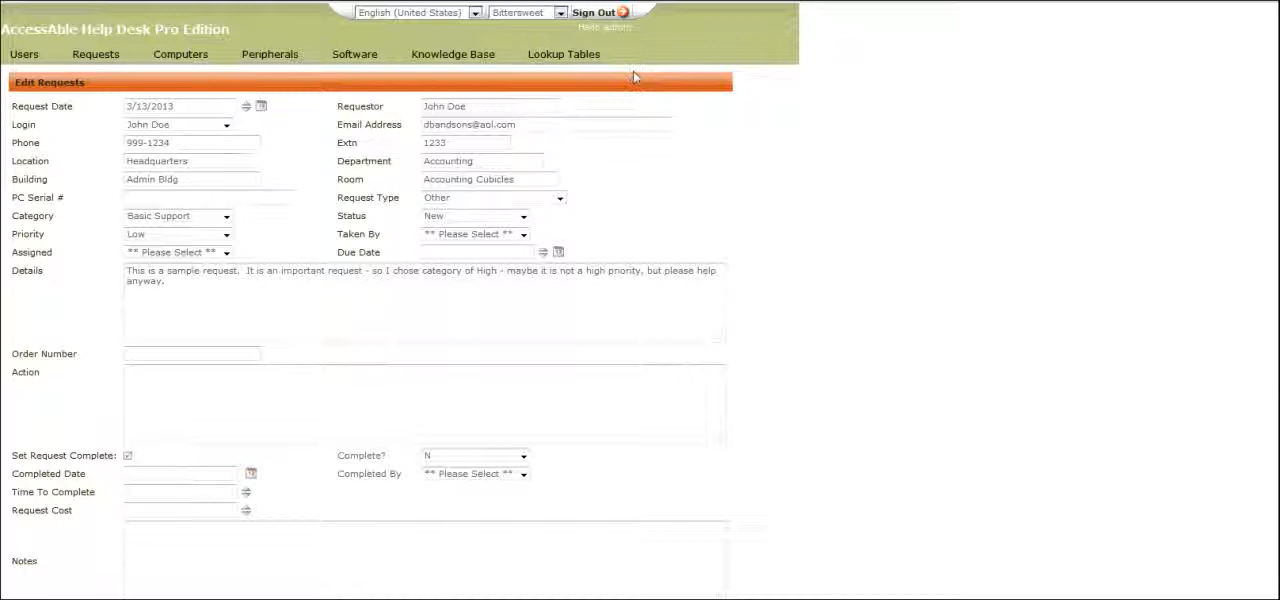 English (United States) Bittersweet Sign Out
AccessAble Help Desk Pro Edition Hello admin
Users Requests Computers Peripherals Software Knowledge Base Lookup Tables
Edit Requests
Request Date 3/13/2013 Requestor John Doe
Login John Doe Email Address dbandsons@aol.com
Phone 999-1234 Extn 1233
Location Headquarters Department Accounting
Building Admin Bldg Room Accounting Cubicles
PC Serial # Request Type Other
Category Basic Support Status New
Priority Low Taken By ** Please Select **
Assigned ** Please Select ** Due Date
Details This is a sample request. It is an important request - so I chose category of High - maybe it is not a high priority, but please help
anyway.
Order Number
Action
Set Request Complete: Complete? N
Completed Date Completed By ** Please Select **
Time To Complete
Request Cost
Notes